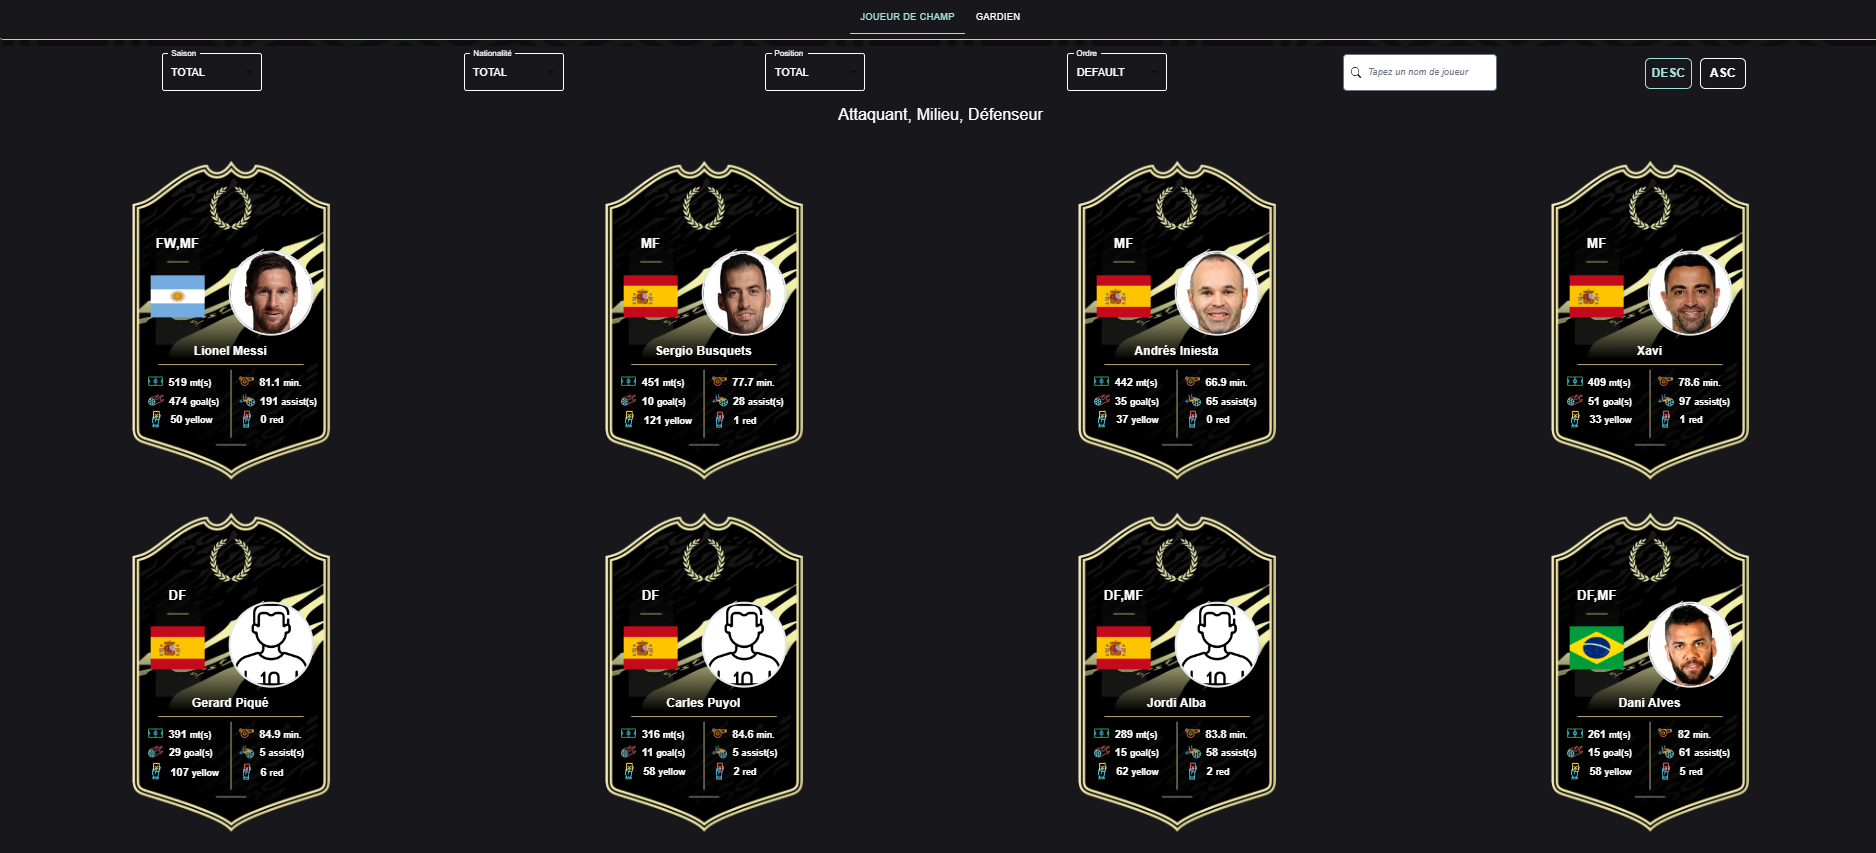 JOUEUR DE CHAMP GARDIEN
Saison Nationalité Position Ordre
TOTAL TOTAL TOTAL DEFAULT Tapez un nom de joueur DESC ASC
Attaquant, Milieu, Défenseur
FW,MF
Lionel Messi
519 mt(s) 81.1 min.
474 goal(s) 191 assist(s)
50 yellow 0 red
MF
Sergio Busquets
451 mt(s) 77.7 min.
10 goal(s) 28 assist(s)
121 yellow 1 red
MF
Andrés Iniesta
442 mt(s) 66.9 min.
35 goal(s) 65 assist(s)
37 yellow 0 red
MF
Xavi
409 mt(s) 78.6 min.
51 goal(s) 97 assist(s)
33 yellow 1 red
DF
10
Gerard Piqué
391 mt(s) 84.9 min.
29 goal(s) 5 assist(s)
107 yellow 6 red
DF
10
Carles Puyol
316 mt(s) 84.6 min.
11 goal(s) 5 assist(s)
58 yellow 2 red
DF,MF
10
Jordi Alba
289 mt(s) 83.8 min.
15 goal(s) 58 assist(s)
62 yellow 2 red
DF,MF
Dani Alves
261 mt(s) 82 min.
15 goal(s) 61 assist(s)
58 yellow 5 red